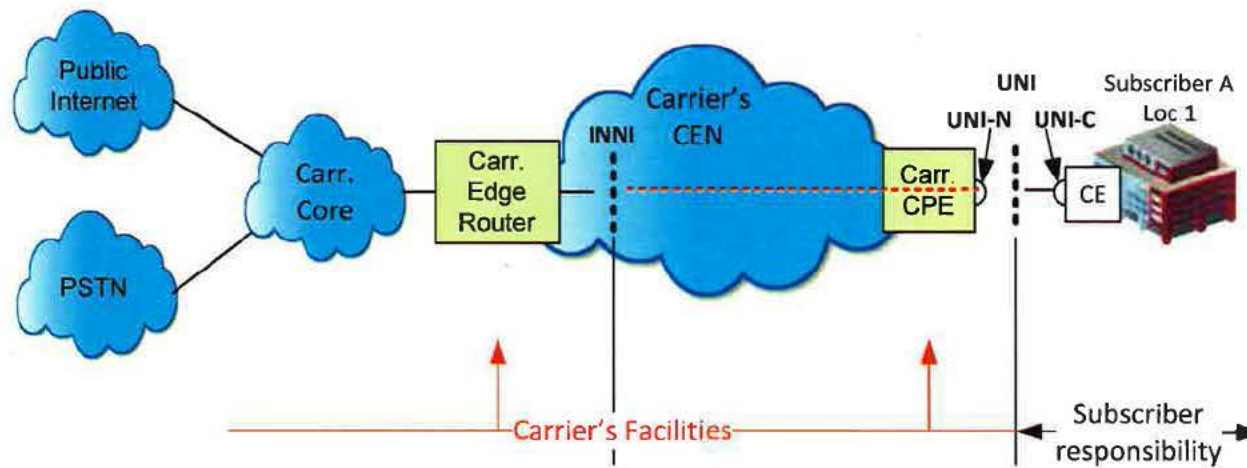 Public
Internet
PSTN
Carr.
Core
Carr.
Edge
Router
INNI
Carrier's
CEN
Carr.
CPE
UNI-N
UNI
UNI-C
CE
Subscriber A
Loc 1
Carrier's Facilities
Subscriber
responsibility